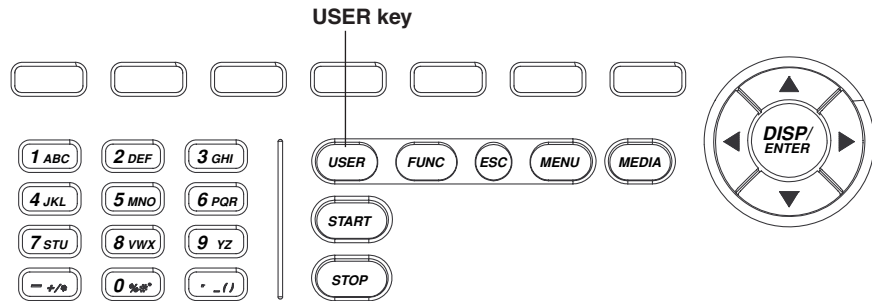 USER key
USER FUNC ESC MENU MEDIA
DISP/
ENTER
1 ABC 2 DEF 3 GHI
4 JKL 5 MNO 6 PQR
START
7 STU 8 VWX 9 YZ
0 %#°
STOP